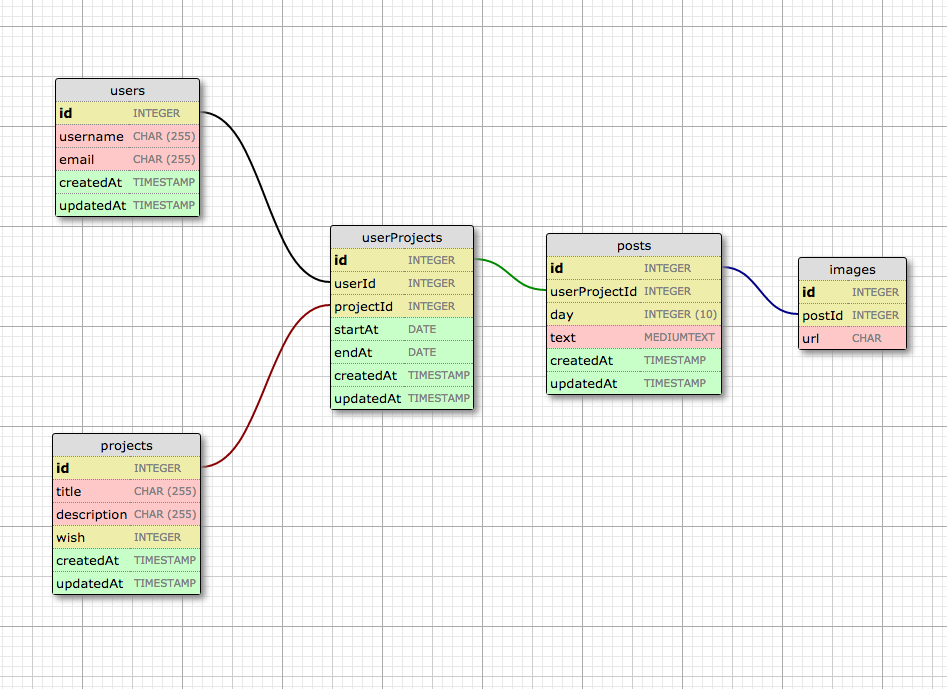 users
id INTEGER
username CHAR (255)
email CHAR (255)
createdAt TIMESTAMP
updatedAt TIMESTAMP
userProjects
id INTEGER
userId INTEGER
projectId INTEGER
startAt DATE
endAt DATE
createdAt TIMESTAMP
updatedAt TIMESTAMP
posts
id INTEGER
userProjectId INTEGER
day INTEGER (10)
text MEDIUMTEXT
createdAt TIMESTAMP
updatedAt TIMESTAMP
images
id INTEGER
postId INTEGER
url CHAR
projects
id INTEGER
title CHAR (255)
description CHAR (255)
wish INTEGER
createdAt TIMESTAMP
updatedAt TIMESTAMP